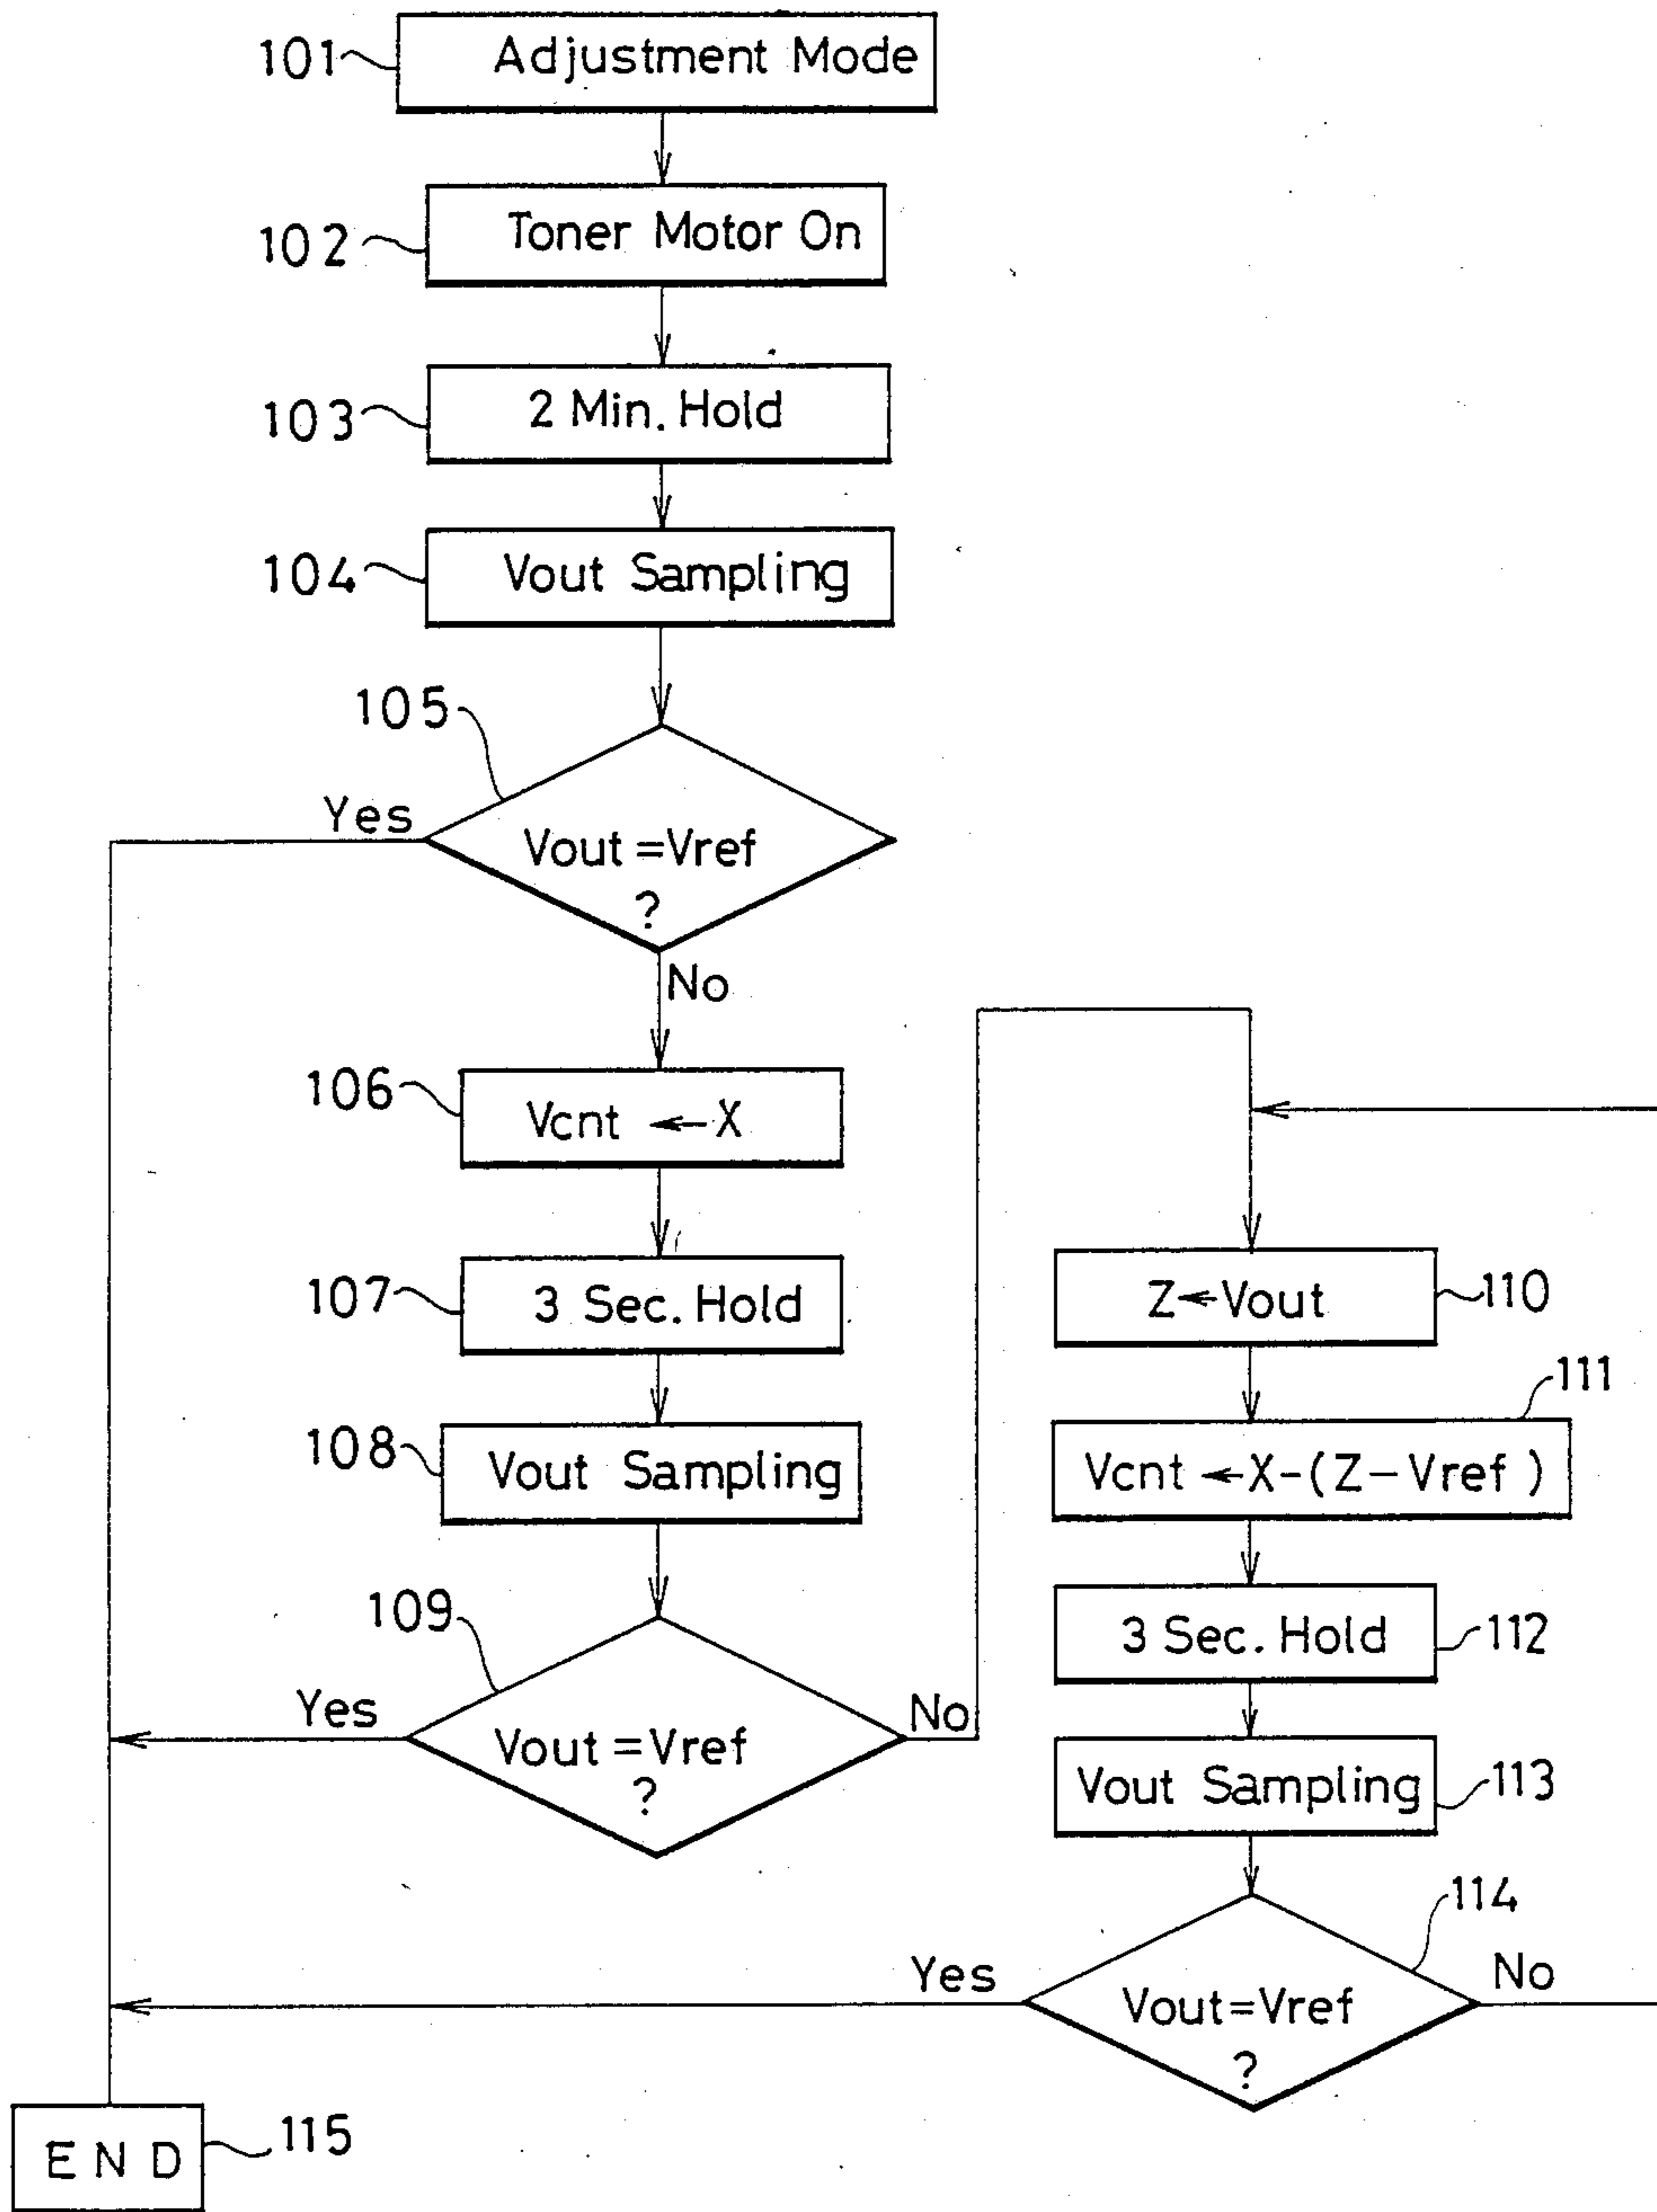 101
Adjustment Mode
102
Toner Motor On
103
2 Min. Hold
104
Vout Sampling
105
Yes
Vout = Vref
?
No
106
Vcnt ← X
107
3 Sec. Hold
108
Vout Sampling
109
Yes
Vout = Vref
?
No
Z ← Vout
110
111
Vcnt ← X - ( Z - Vref )
3 Sec. Hold
112
Vout Sampling
113
114
Yes
Vout = Vref
?
No
END
115